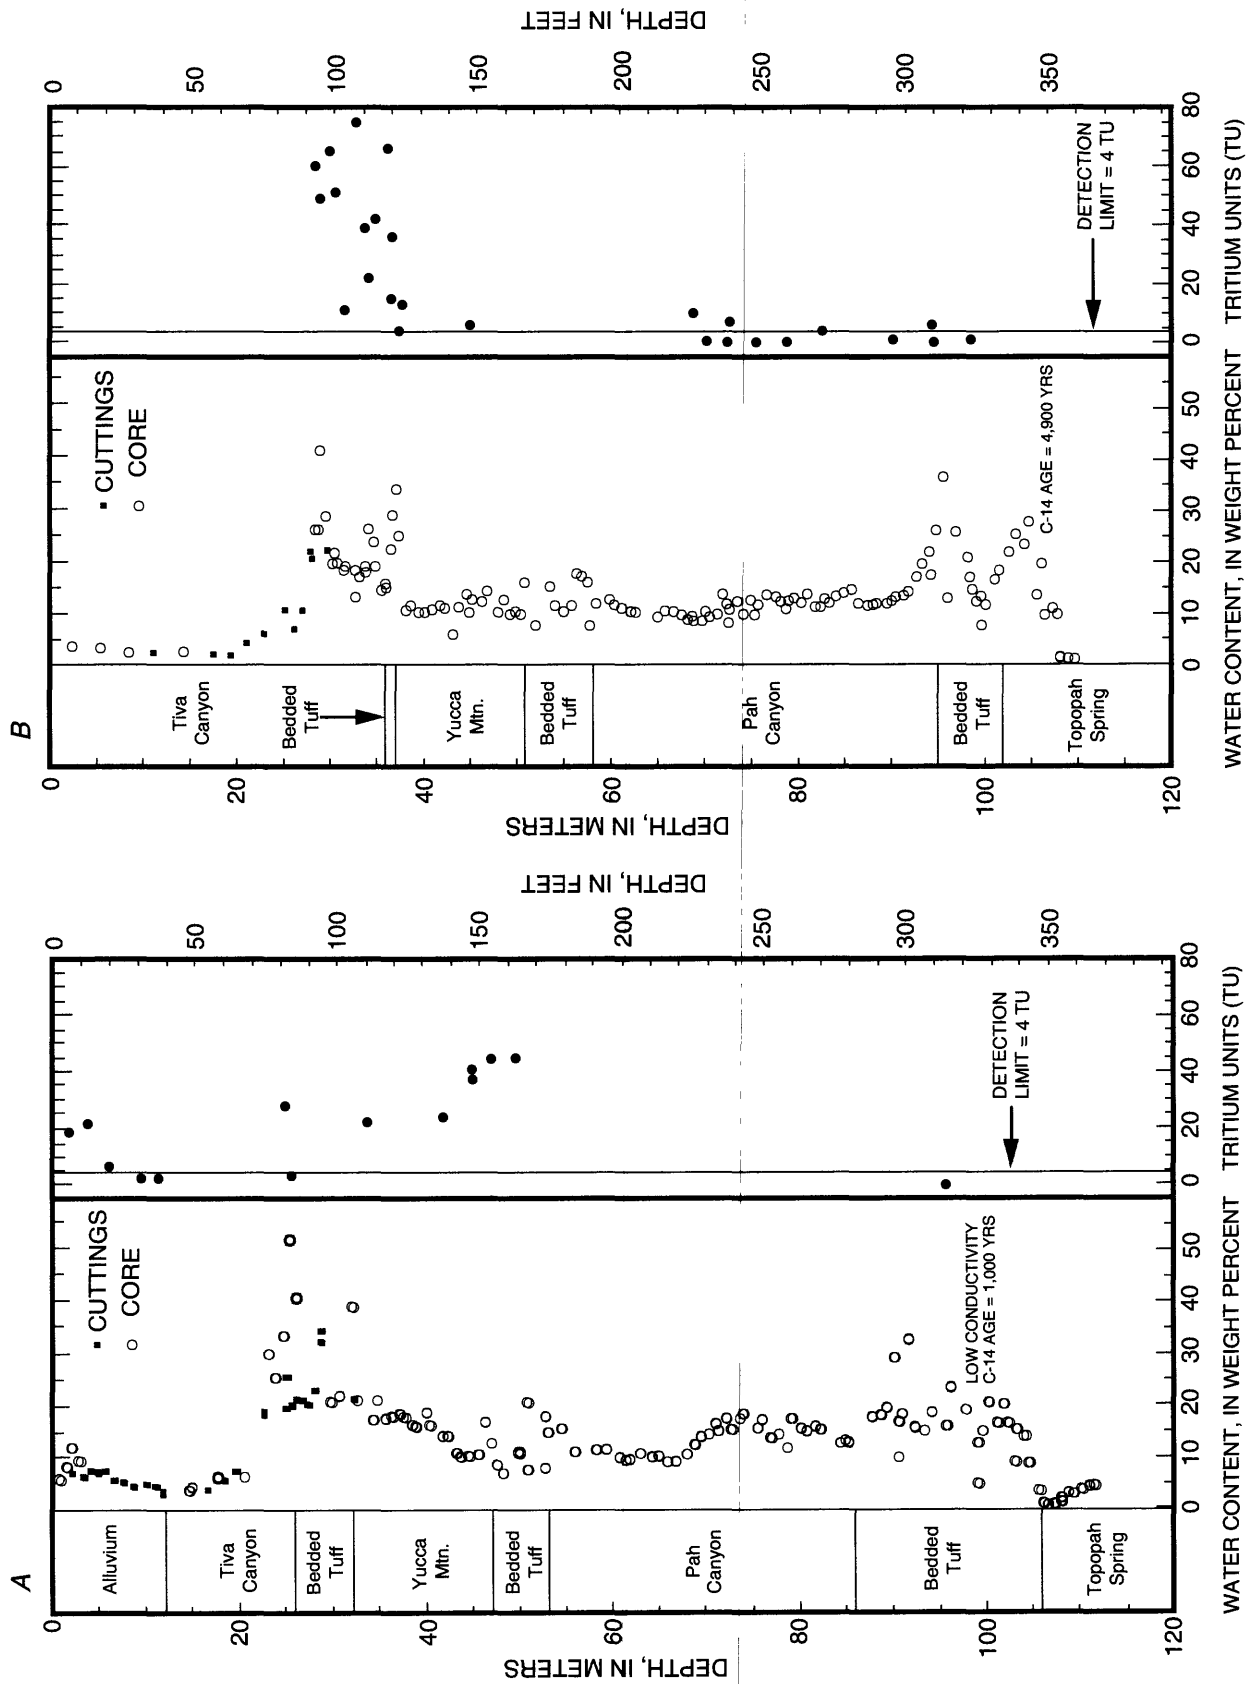 A
DEPTH, IN METERS
0
20
40
60
80
100
120
Alluvium
Tiva
Canyon
Bedded
Tuff
Yucca
Mtn.
Bedded
Tuff
Pah
Canyon
Bedded
Tuff
Topopah
Spring
CUTTINGS
CORE
LOW CONDUCTIVITY
C-14 AGE = 1,000 YRS
DETECTION
LIMIT = 4 TU
0
50
100
150
200
250
300
350
DEPTH, IN FEET
0 10 20 30 40 50
0 20 40 60 80
WATER CONTENT, IN WEIGHT PERCENT
TRITIUM UNITS (TU)
B
DEPTH, IN METERS
0
20
40
60
80
100
120
Tiva
Canyon
Bedded
Tuff
Yucca
Mtn.
Bedded
Tuff
Pah
Canyon
Bedded
Tuff
Topopah
Spring
CUTTINGS
CORE
C-14 AGE = 4,900 YRS
DETECTION
LIMIT = 4 TU
0
50
100
150
200
250
300
350
DEPTH, IN FEET
0 10 20 30 40 50
0 20 40 60 80
WATER CONTENT, IN WEIGHT PERCENT
TRITIUM UNITS (TU)